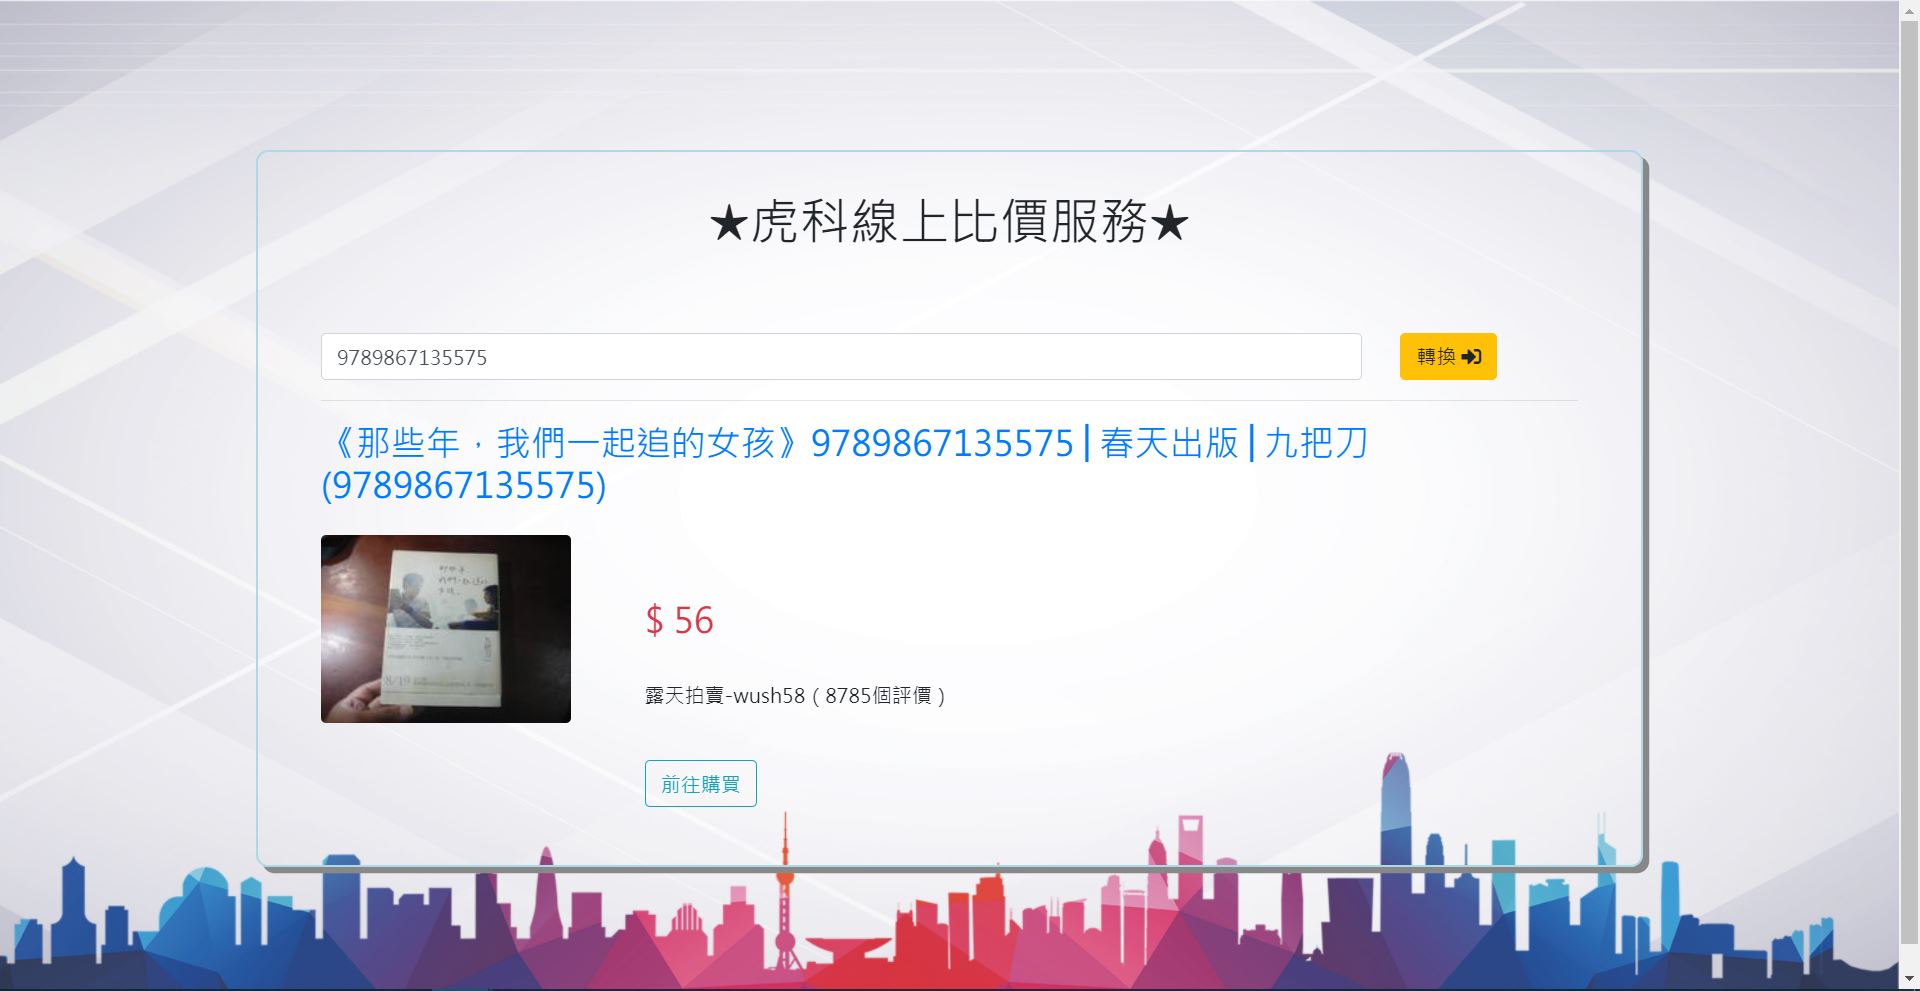 ★虎科線上比價服務★
9789867135575
轉換
《那些年，我們一起追的女孩》9789867135575 | 春天出版 | 九把刀
(9789867135575)
8/19
$ 56
露天拍賣-wush58 ( 8785個評價 )
前往購買